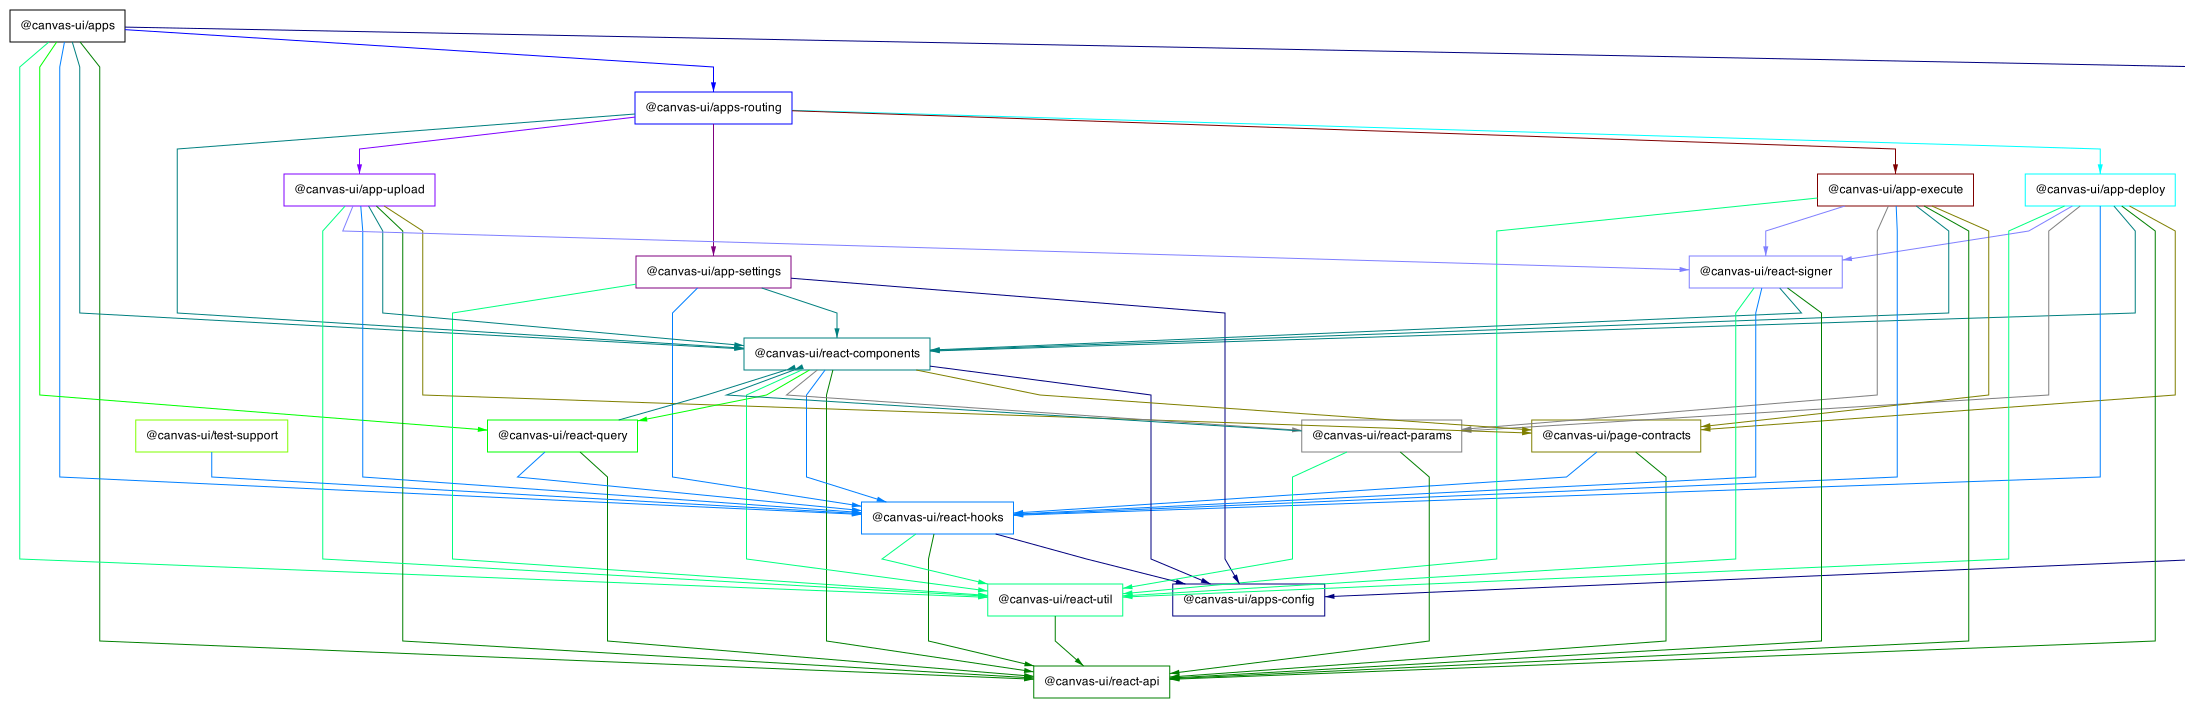 @canvas-ui/apps
@canvas-ui/apps-routing
@canvas-ui/app-upload
@canvas-ui/app-execute
@canvas-ui/app-deploy
@canvas-ui/app-settings
@canvas-ui/react-signer
@canvas-ui/react-components
@canvas-ui/test-support
@canvas-ui/react-query
@canvas-ui/react-params
@canvas-ui/page-contracts
@canvas-ui/react-hooks
@canvas-ui/react-util
@canvas-ui/apps-config
@canvas-ui/react-api